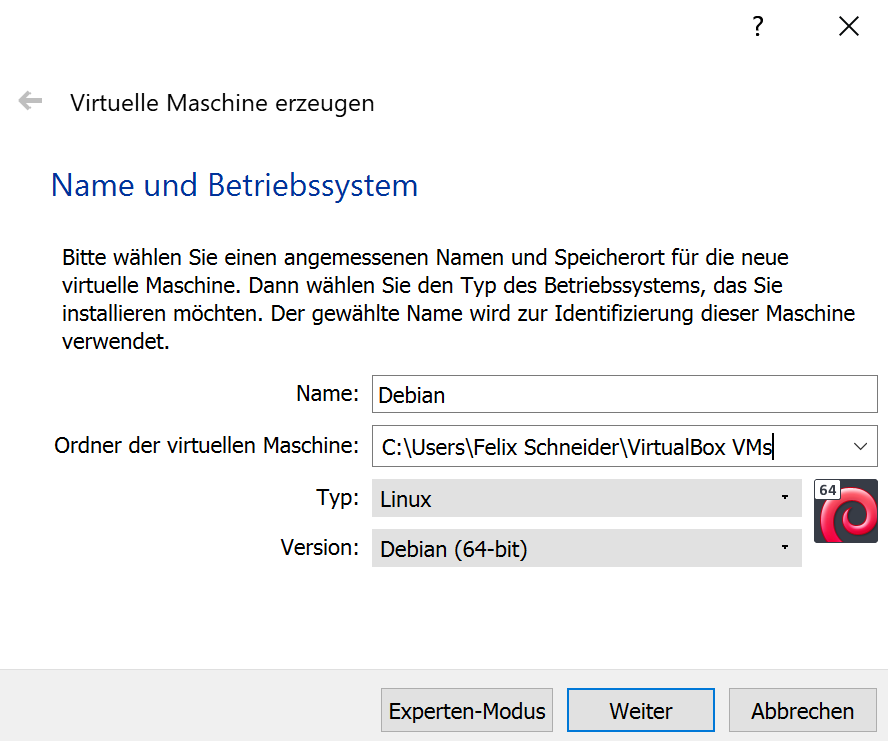 ?
Virtuelle Maschine erzeugen
Name und Betriebssystem
Bitte wählen Sie einen angemessenen Namen und Speicherort für die neue
virtuelle Maschine. Dann wählen Sie den Typ des Betriebssystems, das Sie
installieren möchten. Der gewählte Name wird zur Identifizierung dieser Maschine
verwendet.
Name: Debian
Ordner der virtuellen Maschine: C:\Users\Felix Schneider\VirtualBox VMs
Typ: Linux
64
Version: Debian (64-bit)
Experten-Modus Weiter Abbrechen